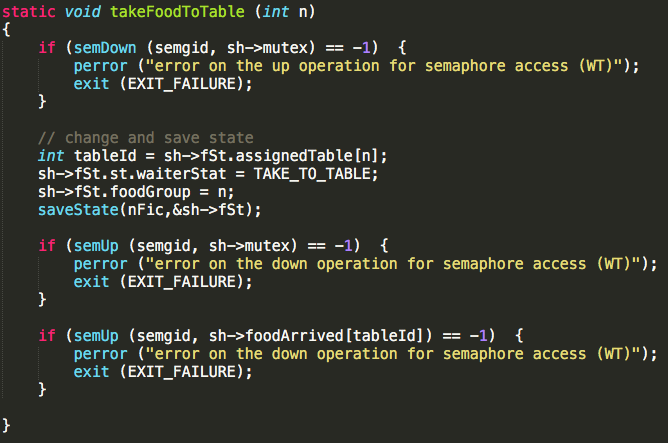 static void takeFoodToTable (int n)
{
    if (semDown (semgid, sh->mutex) == -1)  {
        perror ("error on the up operation for semaphore access (WT)");
        exit (EXIT_FAILURE);
    }

    // change and save state
    int tableId = sh->fSt.assignedTable[n];
    sh->fSt.st.waiterStat = TAKE_TO_TABLE;
    sh->fSt.foodGroup = n;
    saveState(nFic,&sh->fSt);

    if (semUp (semgid, sh->mutex) == -1)  {
        perror ("error on the down operation for semaphore access (WT)");
        exit (EXIT_FAILURE);
    }

    if (semUp (semgid, sh->foodArrived[tableId]) == -1)  {
        perror ("error on the down operation for semaphore access (WT)");
        exit (EXIT_FAILURE);
    }

}